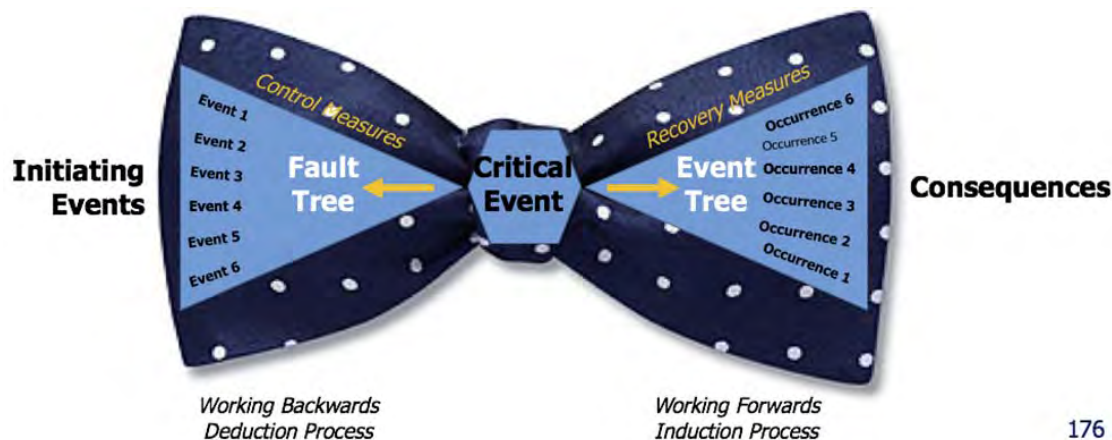 Initiating
Events
Control Measures
Event 1
Event 2
Event 3
Event 4
Event 5
Event 6
Fault
Tree
Critical
Event
Recovery Measures
Event
Tree
Occurrence 6
Occurrence 5
Occurrence 4
Occurrence 3
Occurrence 2
Occurrence 1
Consequences
Working Backwards
Deduction Process
Working Forwards
Induction Process
176